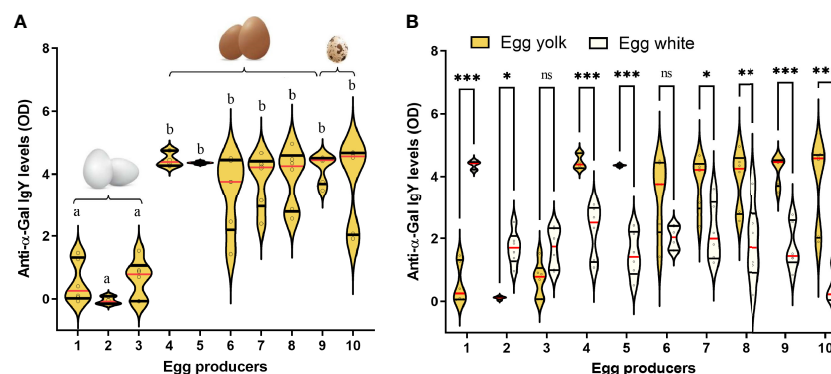 A
Anti-α-Gal IgY levels (OD)
8
6
4
2
0
a
a
a
b
b
b
b
b
b
b
1 2 3 4 5 6 7 8 9 10
Egg producers
B
Egg yolk Egg white
Anti-α-Gal IgY levels (OD)
8
6
4
2
0
*** * ns *** *** ns * ** *** **
1 2 3 4 5 6 7 8 9 10
Egg producers